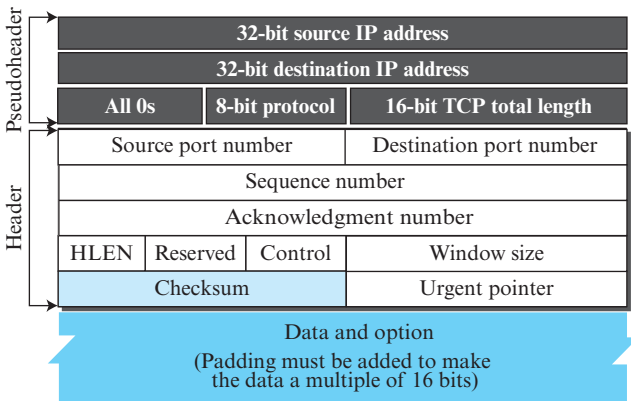 Pseudoheader
32-bit source IP address
32-bit destination IP address
All 0s 8-bit protocol 16-bit TCP total length
Header
Source port number Destination port number
Sequence number
Acknowledgment number
HLEN Reserved Control Window size
Checksum Urgent pointer
Data and option
(Padding must be added to make
the data a multiple of 16 bits)